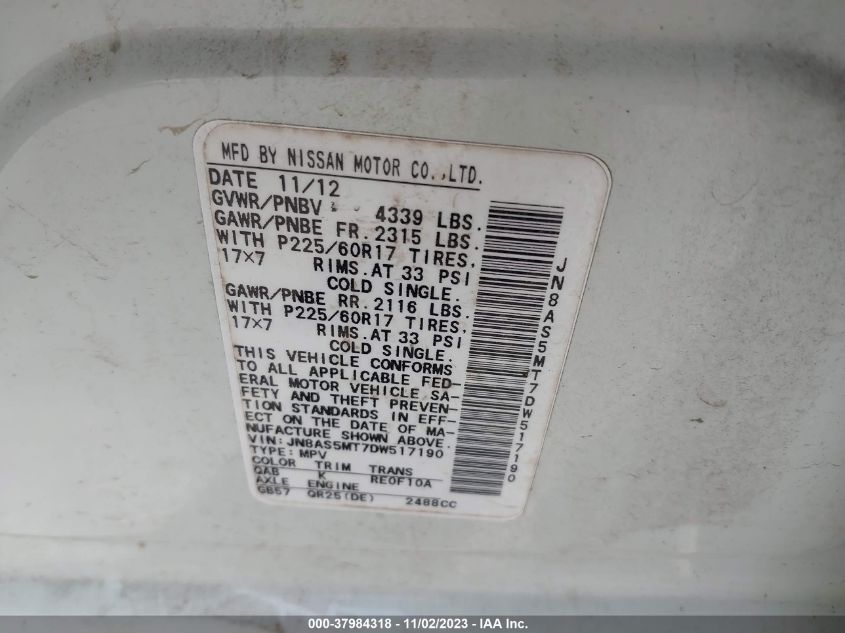 MFD BY NISSAN MOTOR CO.,LTD.
DATE 11/12
GVWR/PNBV 4339 LBS.
GAWR/PNBE FR.2315 LBS.
WITH P225/60R17 TIRES.
17×7 RIMS.AT 33 PSI
COLD SINGLE.
GAWR/PNBE RR.2116 LBS.
WITH P225/60R17 TIRES.
17×7 RIMS.AT 33 PSI
COLD SINGLE.
THIS VEHICLE CONFORMS
TO ALL APPLICABLE FED-
ERAL MOTOR VEHICLE SA-
FETY AND THEFT PREVEN-
TION STANDARDS IN EFF-
ECT ON THE DATE OF MA-
NUFACTURE SHOWN ABOVE.
VIN:JN8AS5MT7DW517190
TYPE:MPV
COLOR TRIM TRANS
QAB K RE0F10A
AXLE ENGINE
GB57 QR25(DE) 2488CC
JN8AS5MT7DW517190
000-37984318 - 11/02/2023 - IAA Inc.